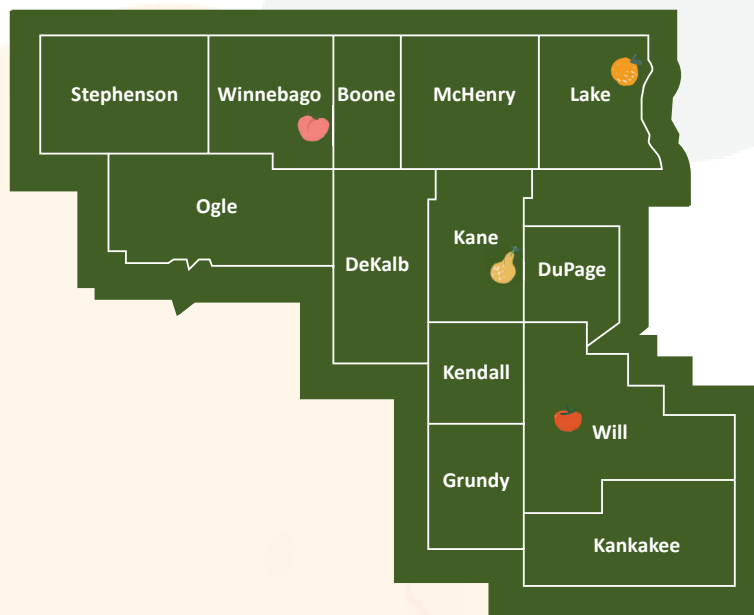 Stephenson
Winnebago
Boone
McHenry
Lake
Ogle
Kane
DeKalb
DuPage
Kendall
Will
Grundy
Kankakee